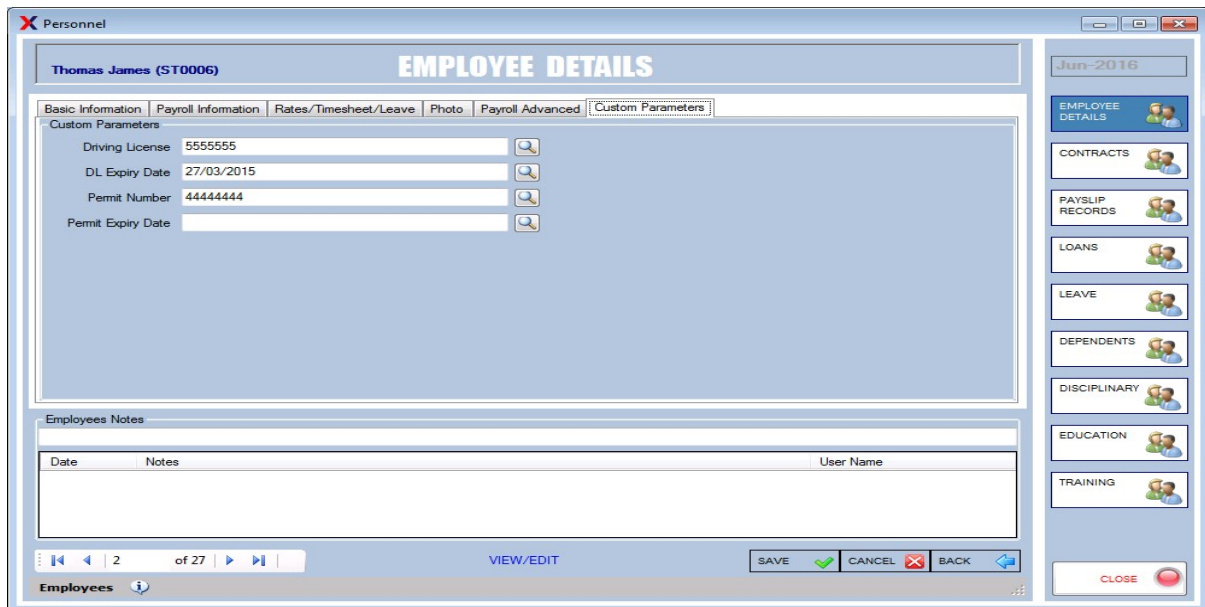 Personnel
Thomas James (ST0006)
EMPLOYEE DETAILS
Jun-2016
Basic Information Payroll Information Rates/Timesheet/Leave Photo Payroll Advanced Custom Parameters
Custom Parameters
Driving License 5555555
DL Expiry Date 27/03/2015
Permit Number 44444444
Permit Expiry Date
Employees Notes
Date Notes User Name
2 of 27
VIEW/EDIT
SAVE CANCEL BACK
Employees
EMPLOYEE
DETAILS
CONTRACTS
PAYSLIP
RECORDS
LOANS
LEAVE
DEPENDENTS
DISCIPLINARY
EDUCATION
TRAINING
CLOSE